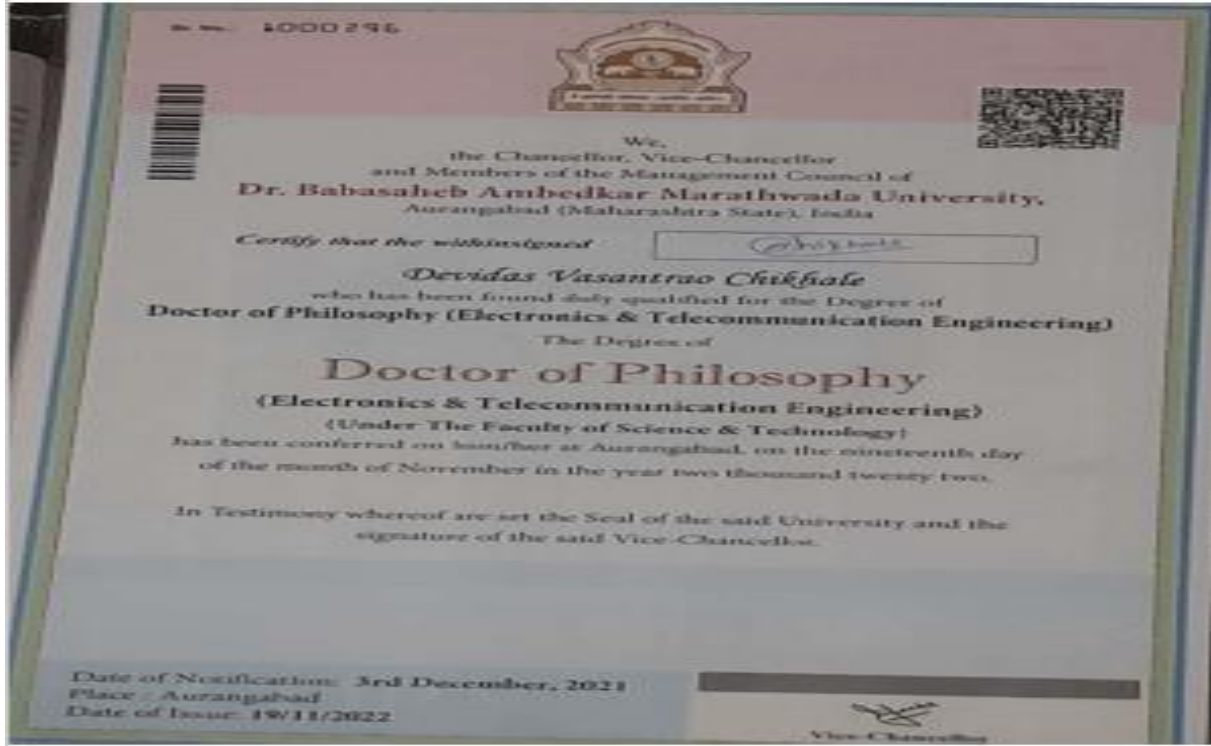 1000296
We,
the Chancellor, Vice-Chancellor
and Members of the Management Council of
Dr. Babasaheb Ambedkar Marathwada University,
Aurangabad (Maharashtra State), India
Certify that the withinsigned
Devidas Vasantrao Chikhale
who has been found duly qualified for the Degree of
Doctor of Philosophy (Electronics & Telecommunication Engineering)
The Degree of
Doctor of Philosophy
(Electronics & Telecommunication Engineering)
(Under The Faculty of Science & Technology)
has been conferred on him/her at Aurangabad, on the nineteenth day
of the month of November in the year two thousand twenty two.
In Testimony whereof are set the Seal of the said University and the
signature of the said Vice-Chancellor.
Date of Notification: 3rd December, 2021
Place : Aurangabad
Date of Issue: 19/11/2022
Vice-Chancellor